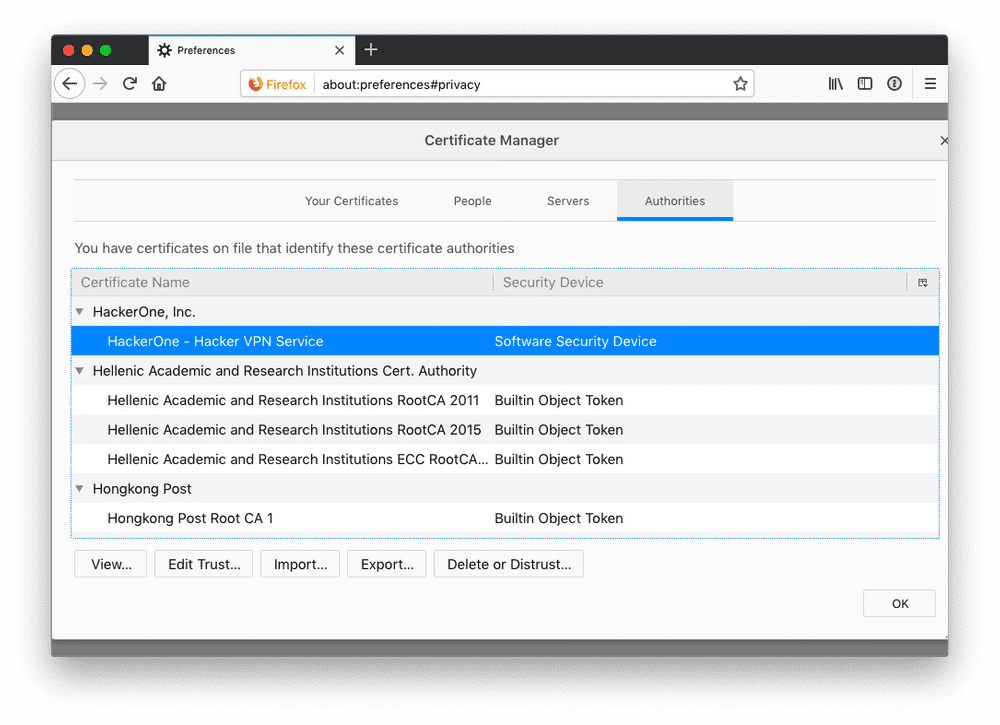 Preferences
Firefox about:preferences#privacy
Certificate Manager
Your Certificates People Servers Authorities
You have certificates on file that identify these certificate authorities
Certificate Name Security Device
HackerOne, Inc.
HackerOne - Hacker VPN Service Software Security Device
Hellenic Academic and Research Institutions Cert. Authority
Hellenic Academic and Research Institutions RootCA 2011 Builtin Object Token
Hellenic Academic and Research Institutions RootCA 2015 Builtin Object Token
Hellenic Academic and Research Institutions ECC RootCA... Builtin Object Token
Hongkong Post
Hongkong Post Root CA 1 Builtin Object Token
View... Edit Trust... Import... Export... Delete or Distrust...
OK